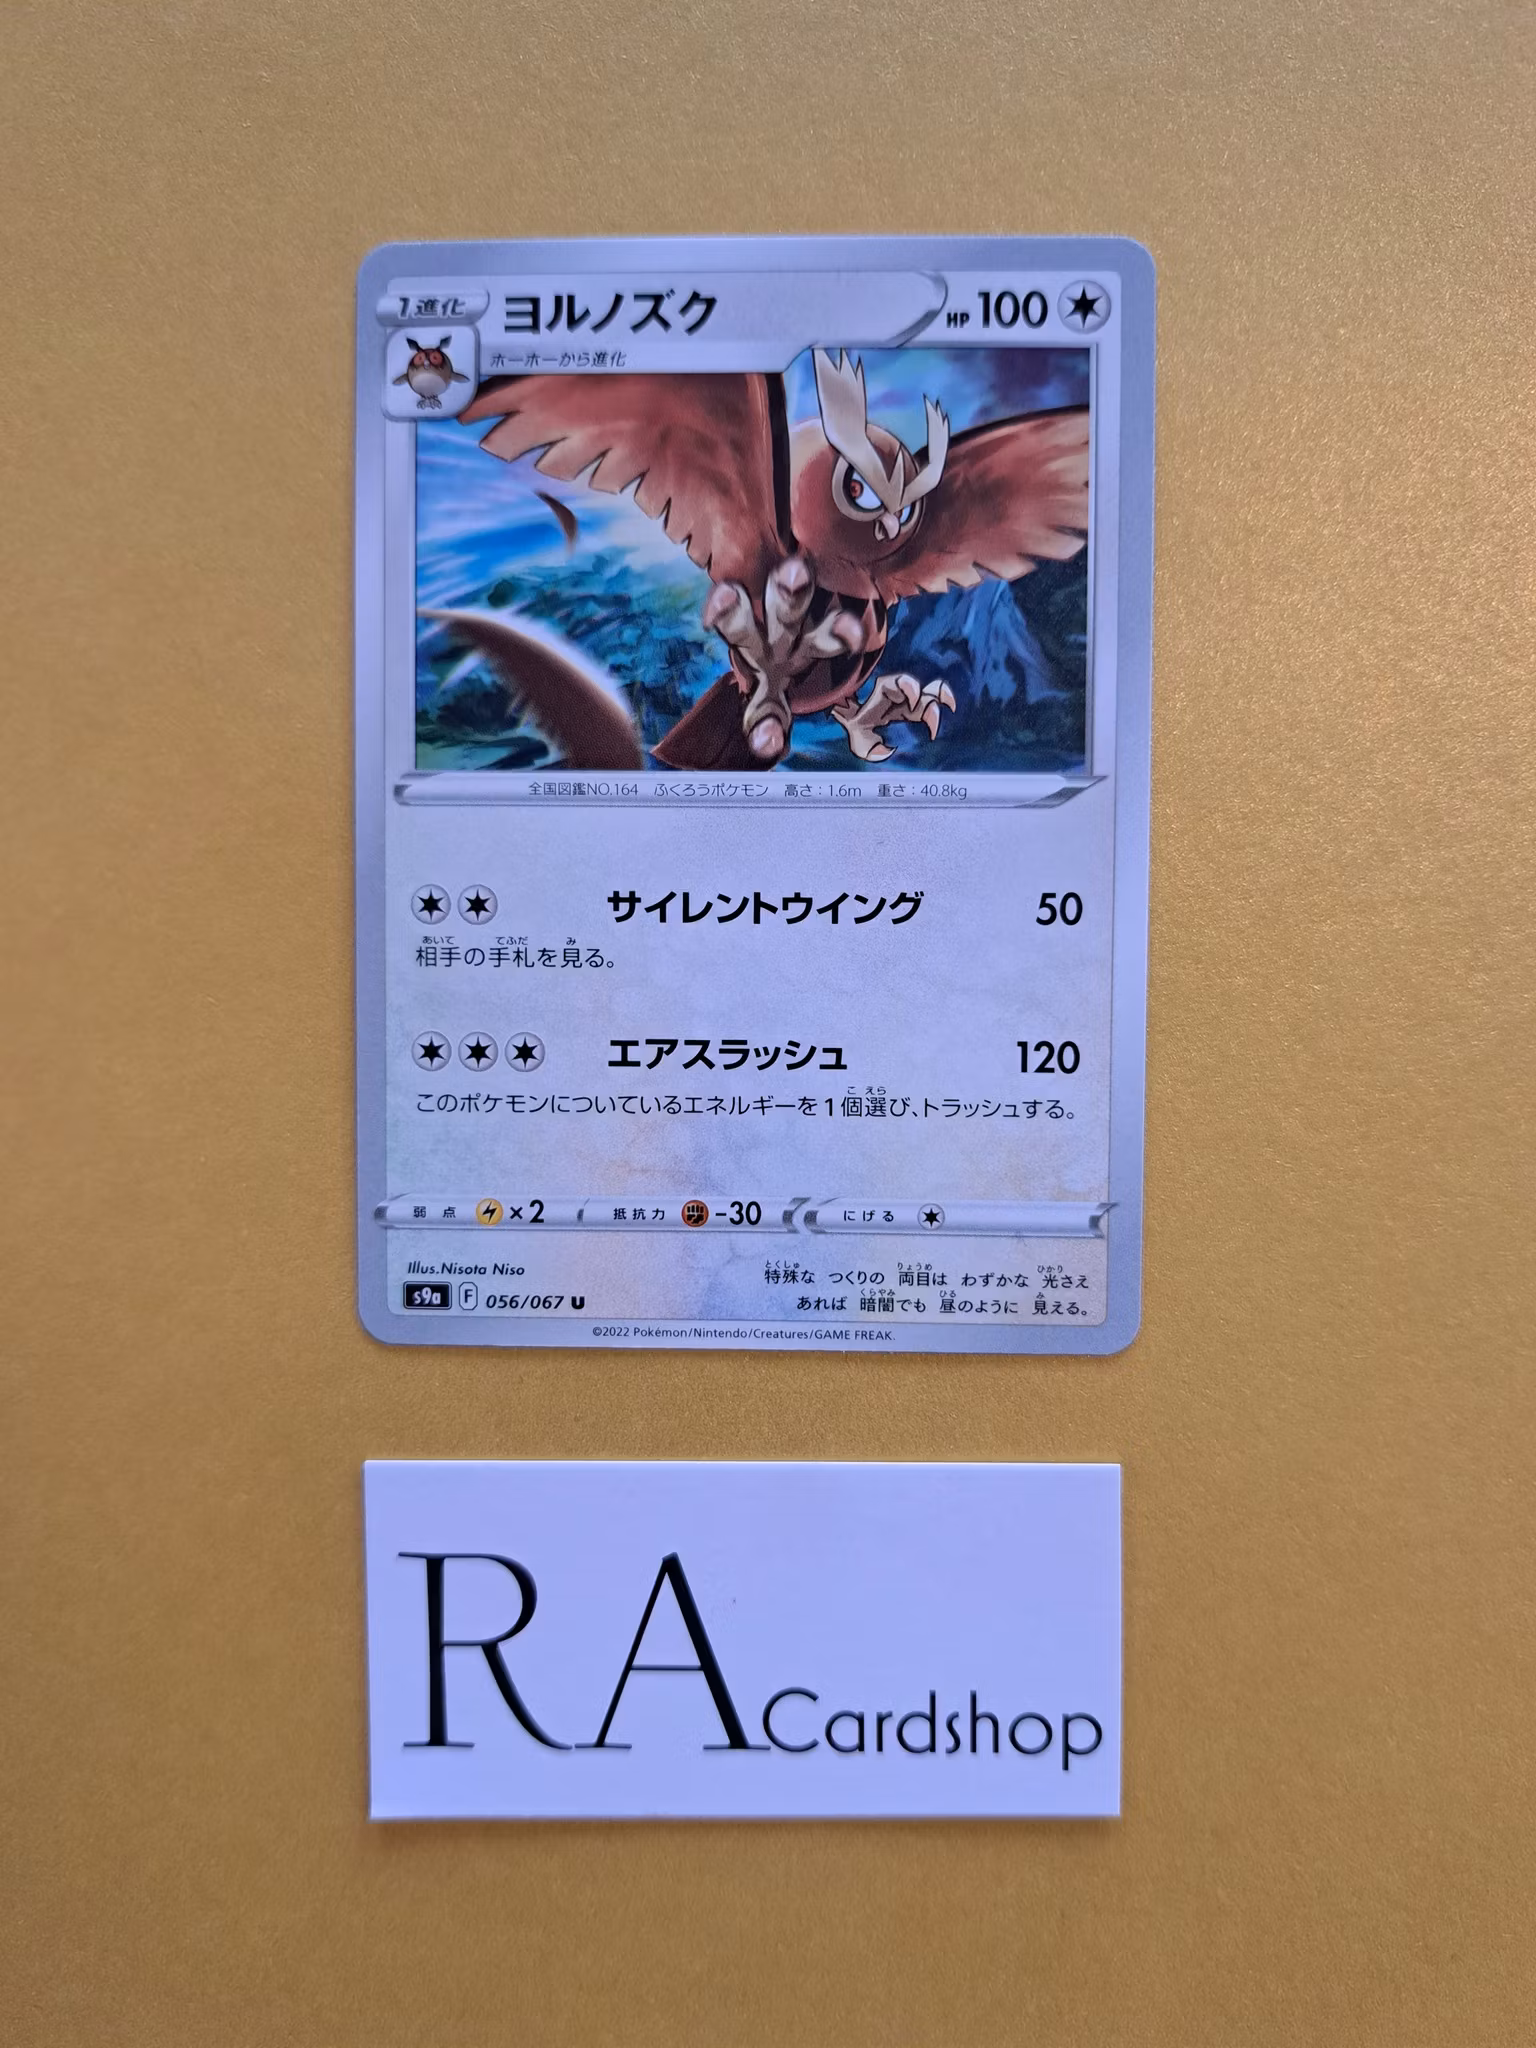 1進化
ヨルノズク
HP 100
ホーホーから進化
全国図鑑NO.164 ふくろうポケモン 高さ：1.6m 重さ：40.8kg
サイレントウイング 50
相手の手札を見る。
エアスラッシュ 120
このポケモンについているエネルギーを1個選び、トラッシュする。
弱点 ×2 抵抗力 -30 にげる
Illus.Nisota Niso
特殊な つくりの 両目は わずかな 光さえ
あれば 暗闇でも 昼のように 見える。
s9a F 056/067 U
©2022 Pokémon/Nintendo/Creatures/GAME FREAK.
RA Cardshop